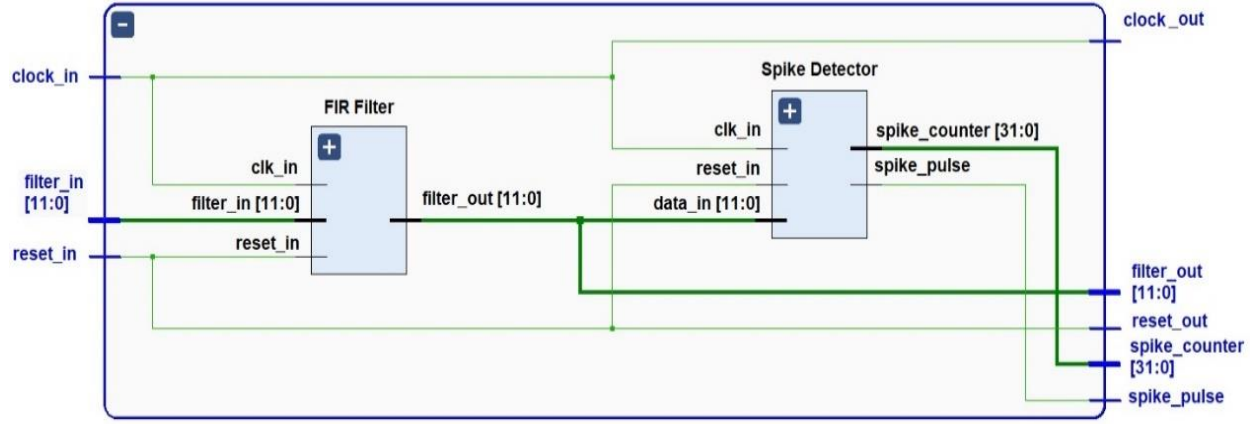 clock_out
clock_in
Spike Detector
FIR Filter
clk_in
spike_counter [31:0]
reset_in
spike_pulse
clk_in
filter_in
[11:0]
filter_in [11:0]
filter_out [11:0]
data_in [11:0]
reset_in
reset_in
filter_out
[11:0]
reset_out
spike_counter
[31:0]
spike_pulse